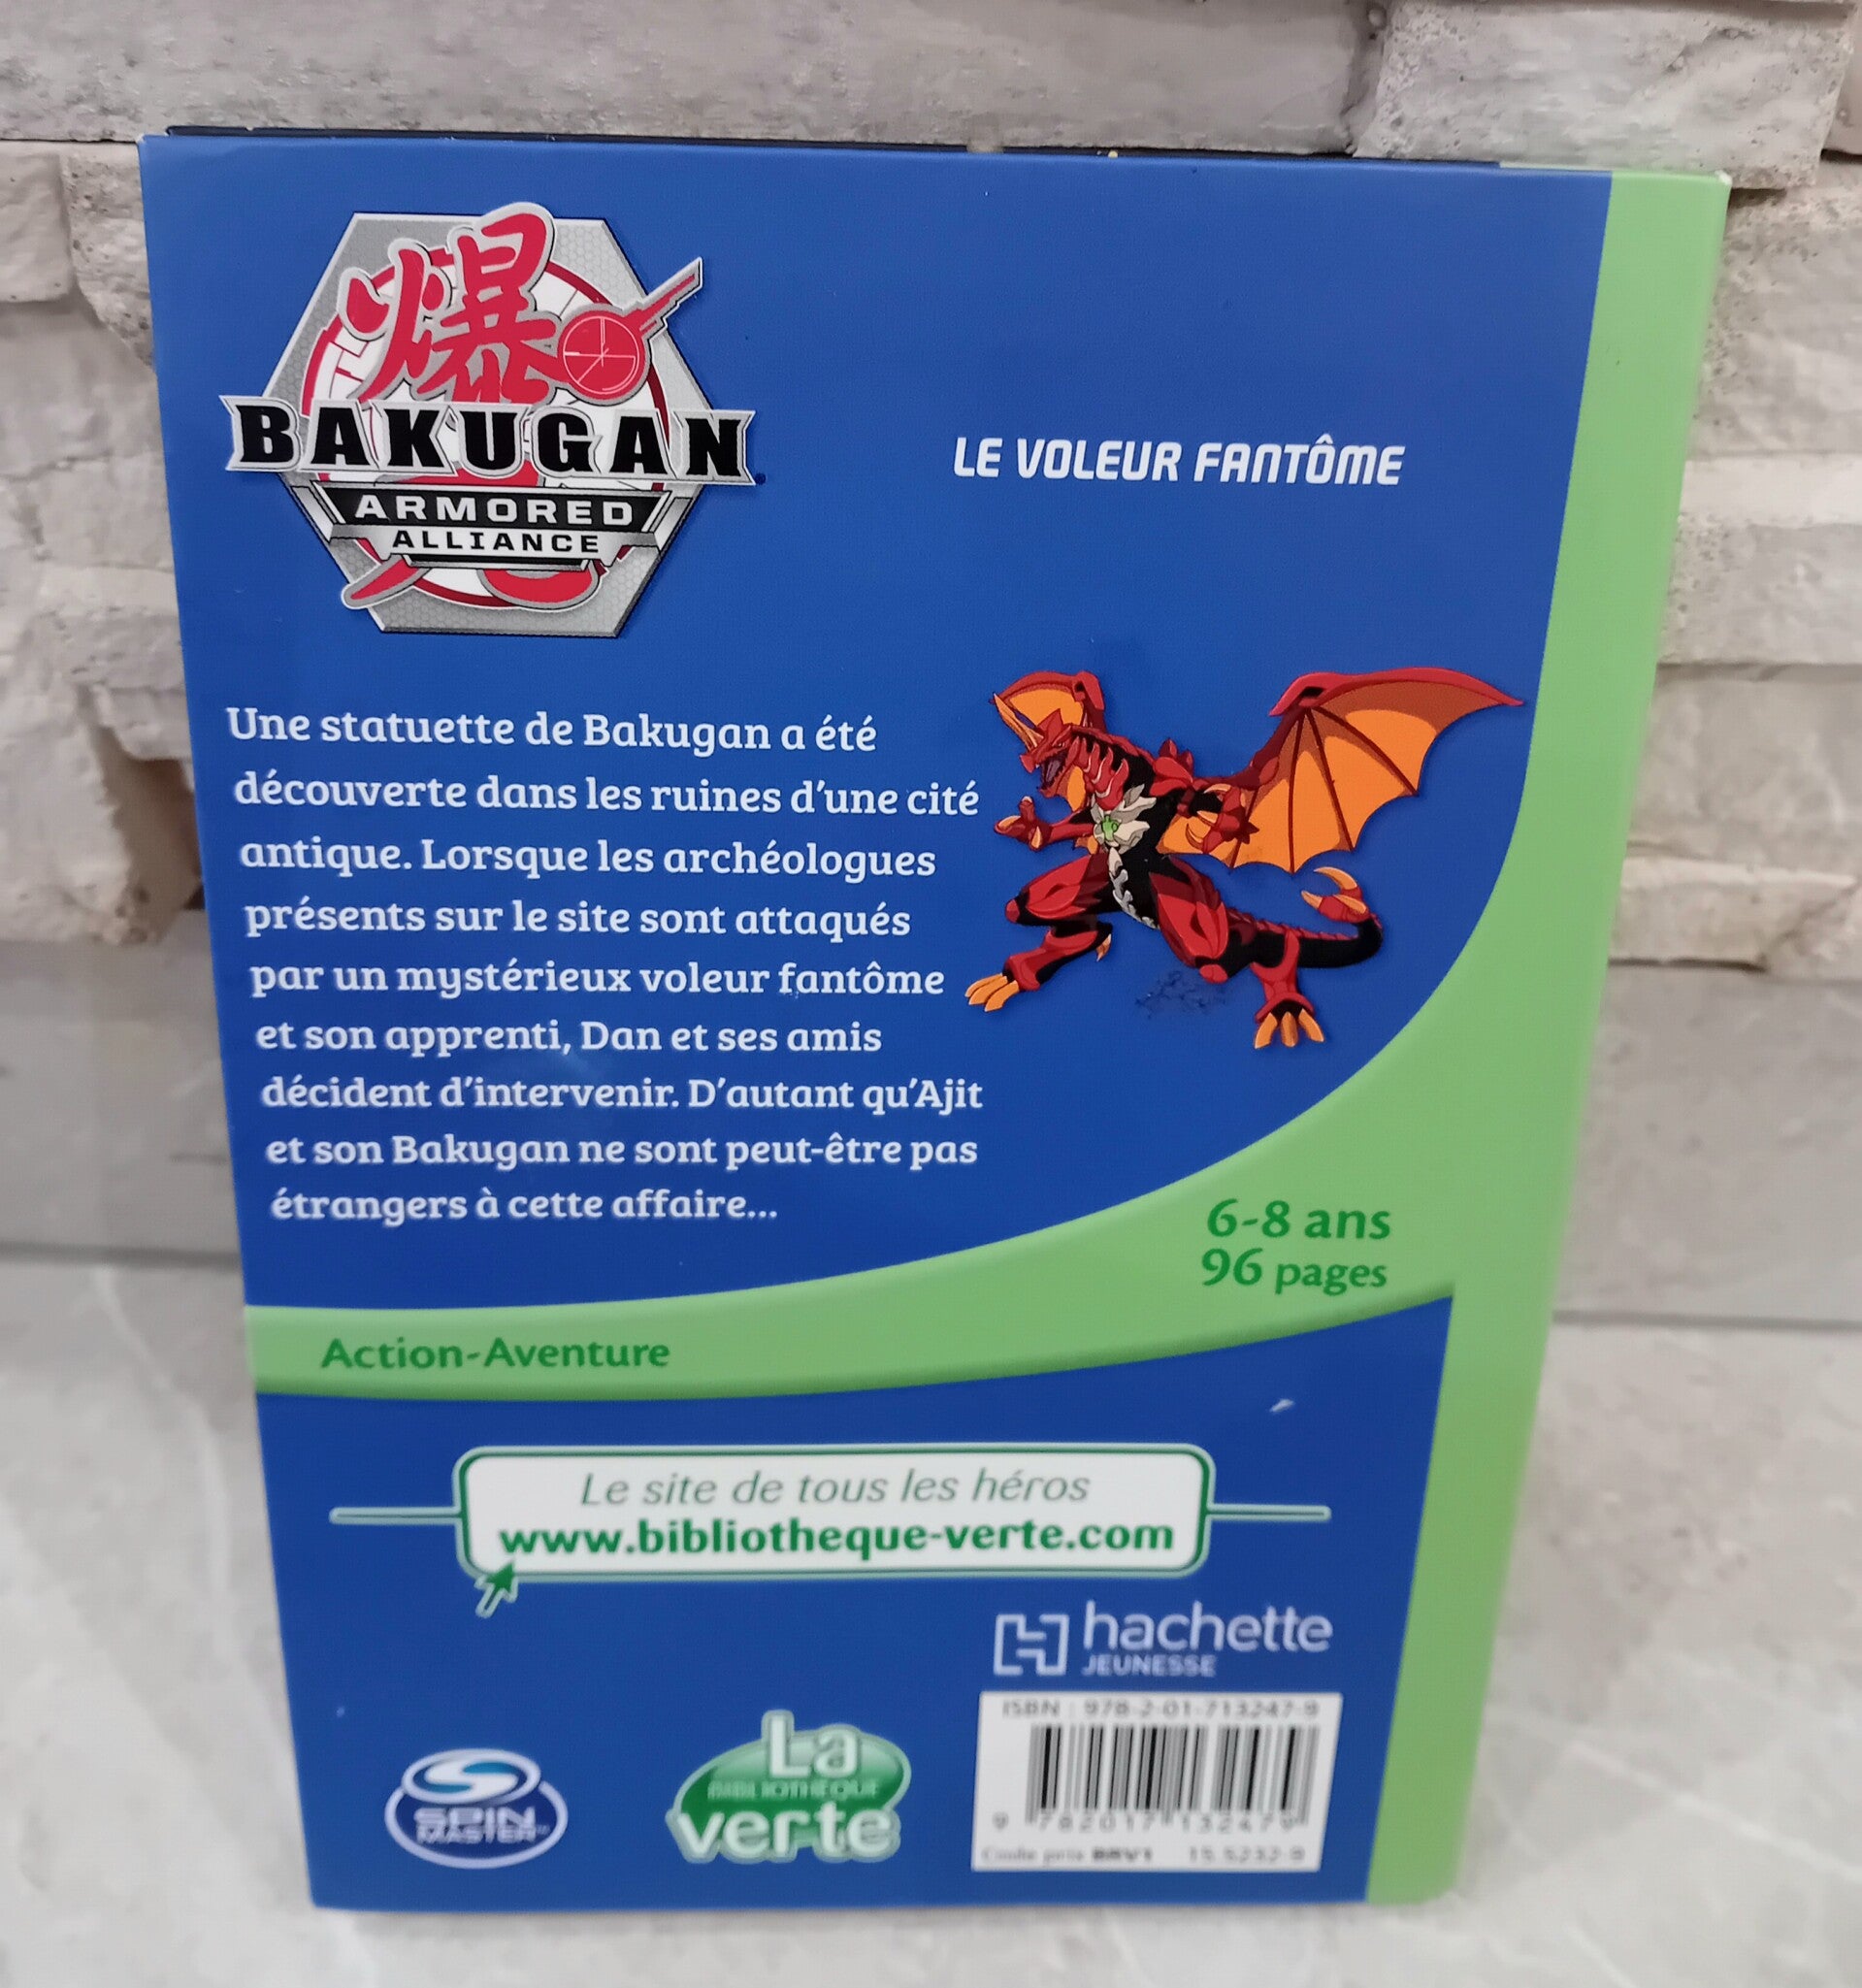 爆
BAKUGAN
ARMORED
ALLIANCE
LE VOLEUR FANTÔME
Une statuette de Bakugan a été
découverte dans les ruines d'une cité
antique. Lorsque les archéologues
présents sur le site sont attaqués
par un mystérieux voleur fantôme
et son apprenti, Dan et ses amis
décident d'intervenir. D'autant qu'Ajit
et son Bakugan ne sont peut-être pas
étrangers à cette affaire...
6-8 ans
96 pages
Action-Aventure
Le site de tous les héros
www.bibliotheque-verte.com
hachette
JEUNESSE
ISBN : 978-2-01-713247-9
9 782017 132479
SPIN
MASTER
La
BIBLIOTHÈQUE
verte